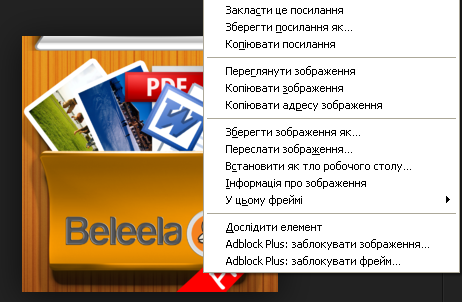 Закласти це посилання
Зберегти посилання як...
Копіювати посилання
Переглянути зображення
Копіювати зображення
Копіювати адресу зображення
Зберегти зображення як...
Переслати зображення...
Встановити як тло робочого столу...
Інформація про зображення
У цьому фреймі
Дослідити елемент
Adblock Plus: заблокувати зображення...
Adblock Plus: заблокувати фрейм...
PDF
W
Beleela